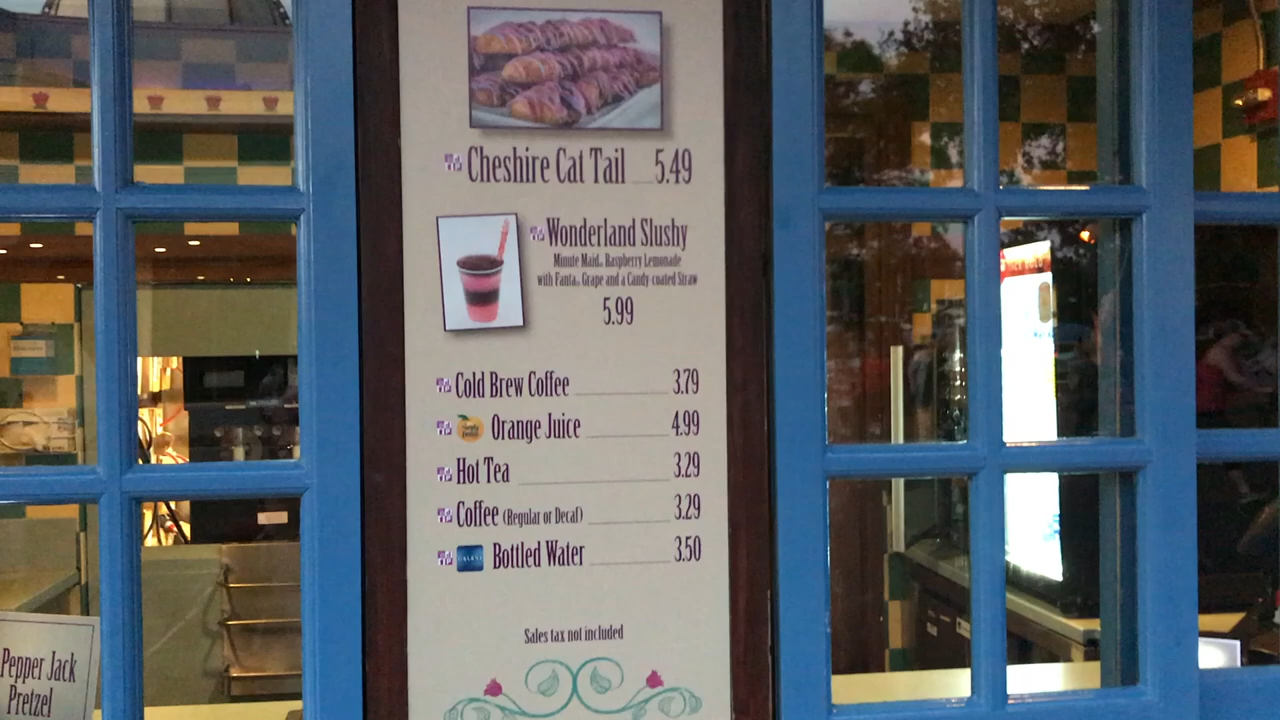 Cheshire Cat Tail 5.49
Wonderland Slushy
Minute Maid® Raspberry Lemonade
with Fanta® Grape and a Candy-coated Straw
5.99
Cold Brew Coffee 3.79
Orange Juice 4.99
Hot Tea 3.29
Coffee (Regular or Decaf) 3.29
DASANI Bottled Water 3.50
Sales tax not included
Pepper Jack
Pretzel